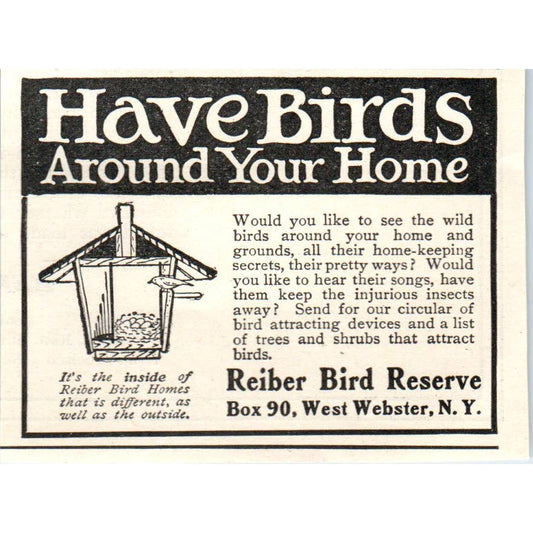 Have Birds
Around Your Home
Would you like to see the wild
birds around your home and
grounds, all their home-keeping
secrets, their pretty ways? Would
you like to hear their songs, have
them keep the injurious insects
away? Send for our circular of
bird attracting devices and a list
of trees and shrubs that attract
birds.
It's the inside of
Reiber Bird Homes
that is different, as
well as the outside.
Reiber Bird Reserve
Box 90, West Webster, N. Y.